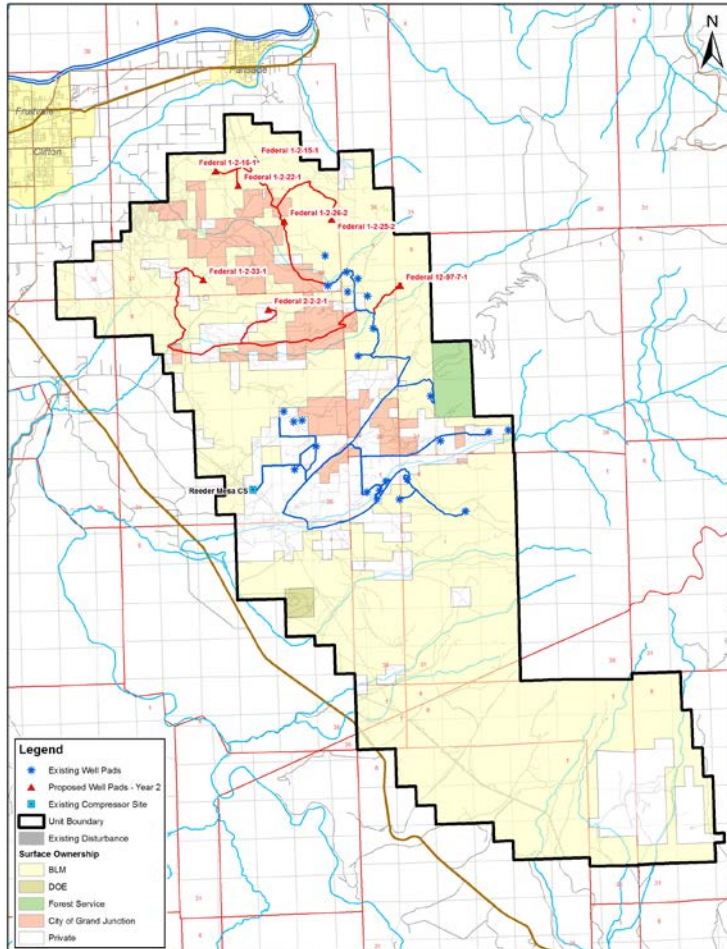 N
Palisade
Fruitvale
Clifton
Federal 1-2-15-1
Federal 1-2-16-1
Federal 1-2-22-1
Federal 1-2-26-2
Federal 1-2-25-2
Federal 1-2-33-1
Federal 12-97-7-1
Federal 2-2-2-1
Reeder Mesa CS
Legend
Existing Well Pads
Proposed Well Pads - Year 2
Existing Compressor Site
Unit Boundary
Existing Disturbance
Surface Ownership
BLM
DOE
Forest Service
City of Grand Junction
Private